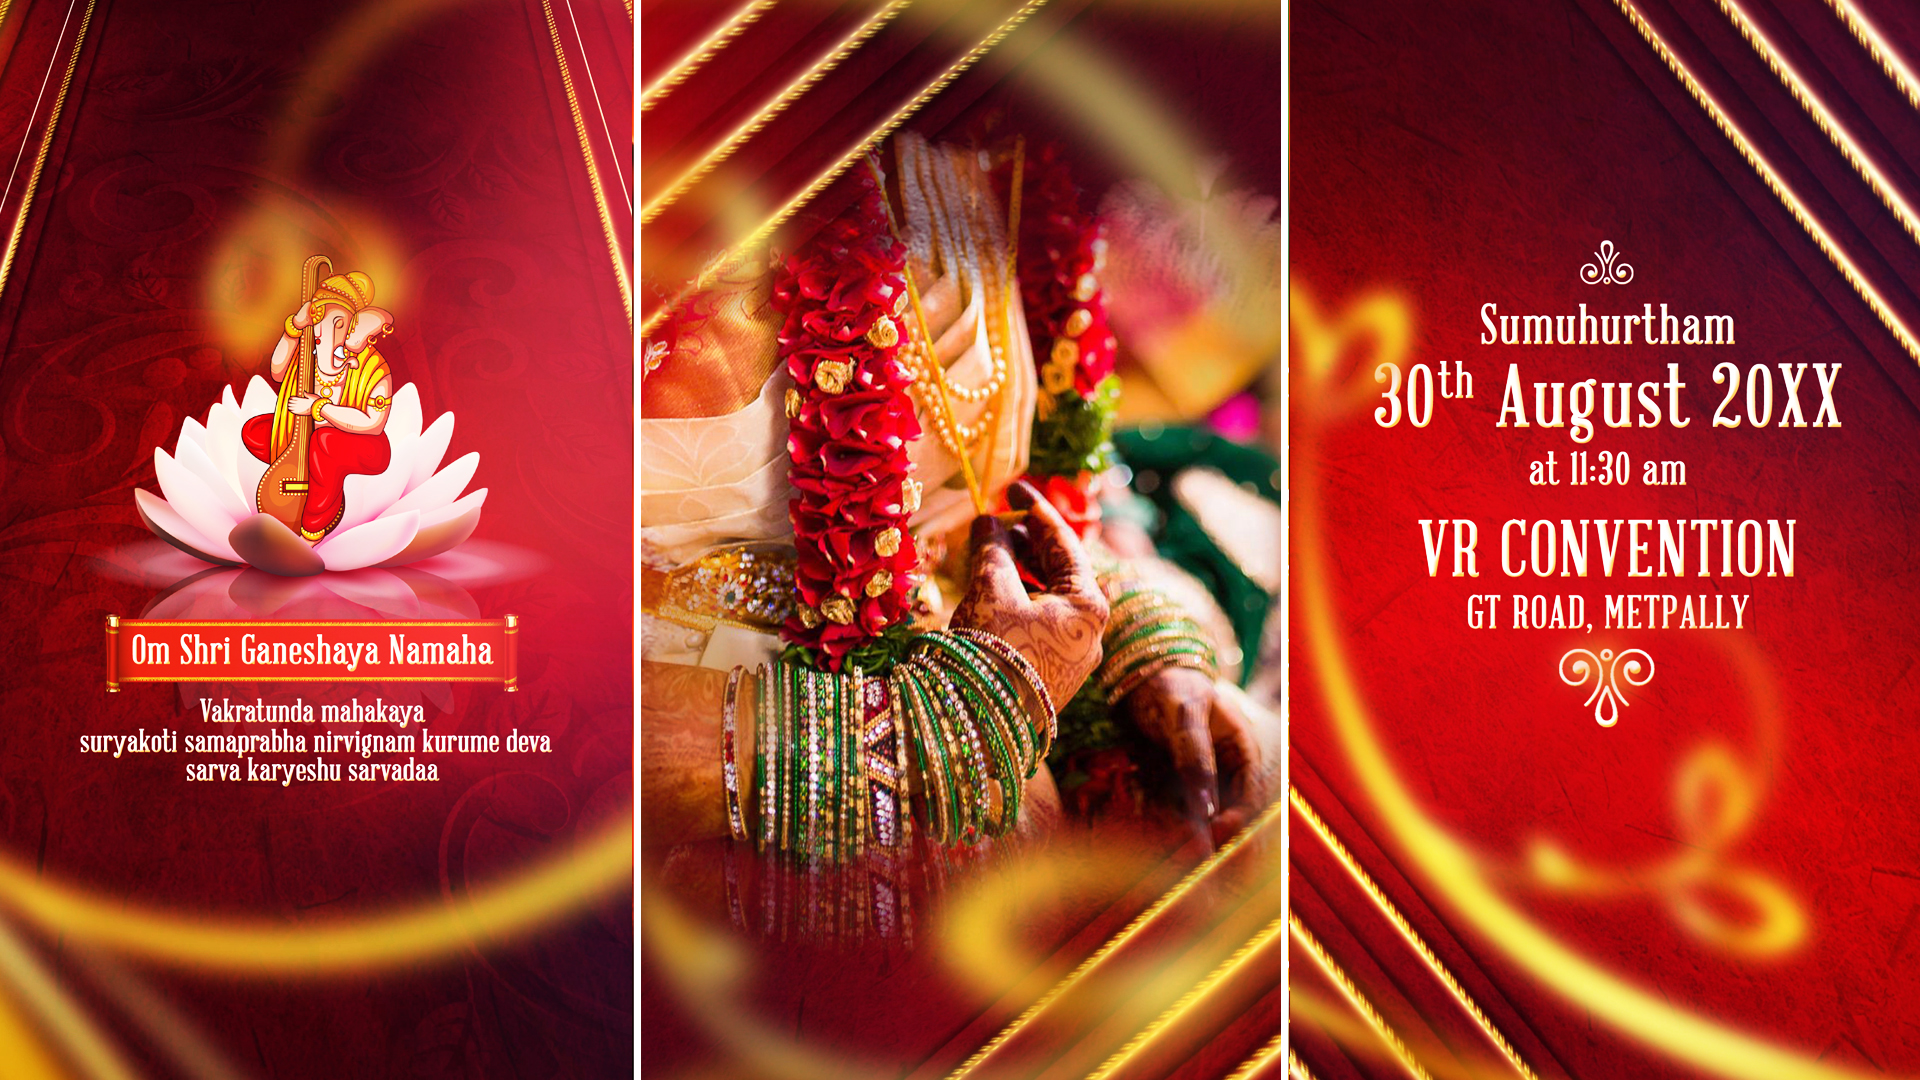 Om Shri Ganeshaya Namaha
Vakratunda mahakaya
suryakoti samaprabha nirvignam kurume deva
sarva karyeshu sarvadaa
Sumuhurtham
30th August 20XX
at 11:30 am
VR CONVENTION
GT ROAD, METPALLY